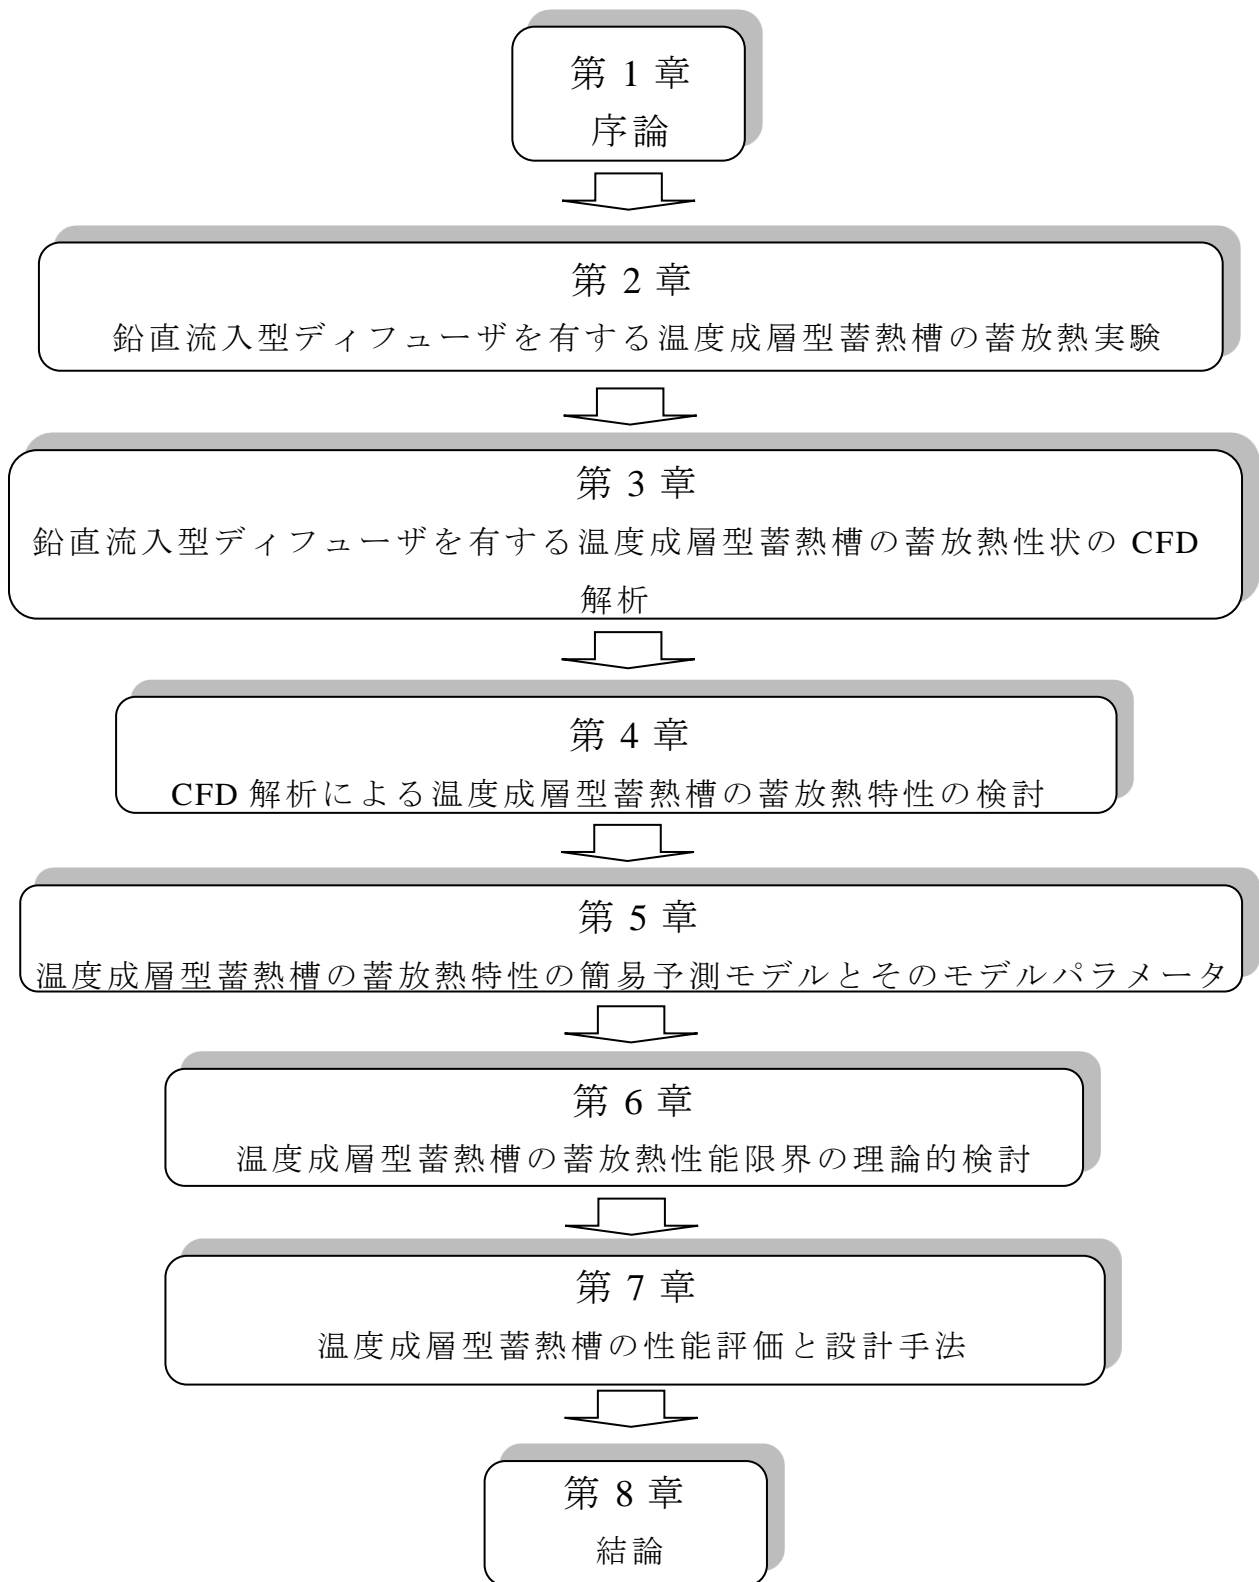 第 1 章
序論
第 2 章
鉛直流入型ディフューザを有する温度成層型蓄熱槽の蓄放熱実験
第 3 章
鉛直流入型ディフューザを有する温度成層型蓄熱槽の蓄放熱性状の CFD
解析
第 4 章
CFD 解析による温度成層型蓄熱槽の蓄放熱特性の検討
第 5 章
温度成層型蓄熱槽の蓄放熱特性の簡易予測モデルとそのモデルパラメータ
第 6 章
温度成層型蓄熱槽の蓄放熱性能限界の理論的検討
第 7 章
温度成層型蓄熱槽の性能評価と設計手法
第 8 章
結論